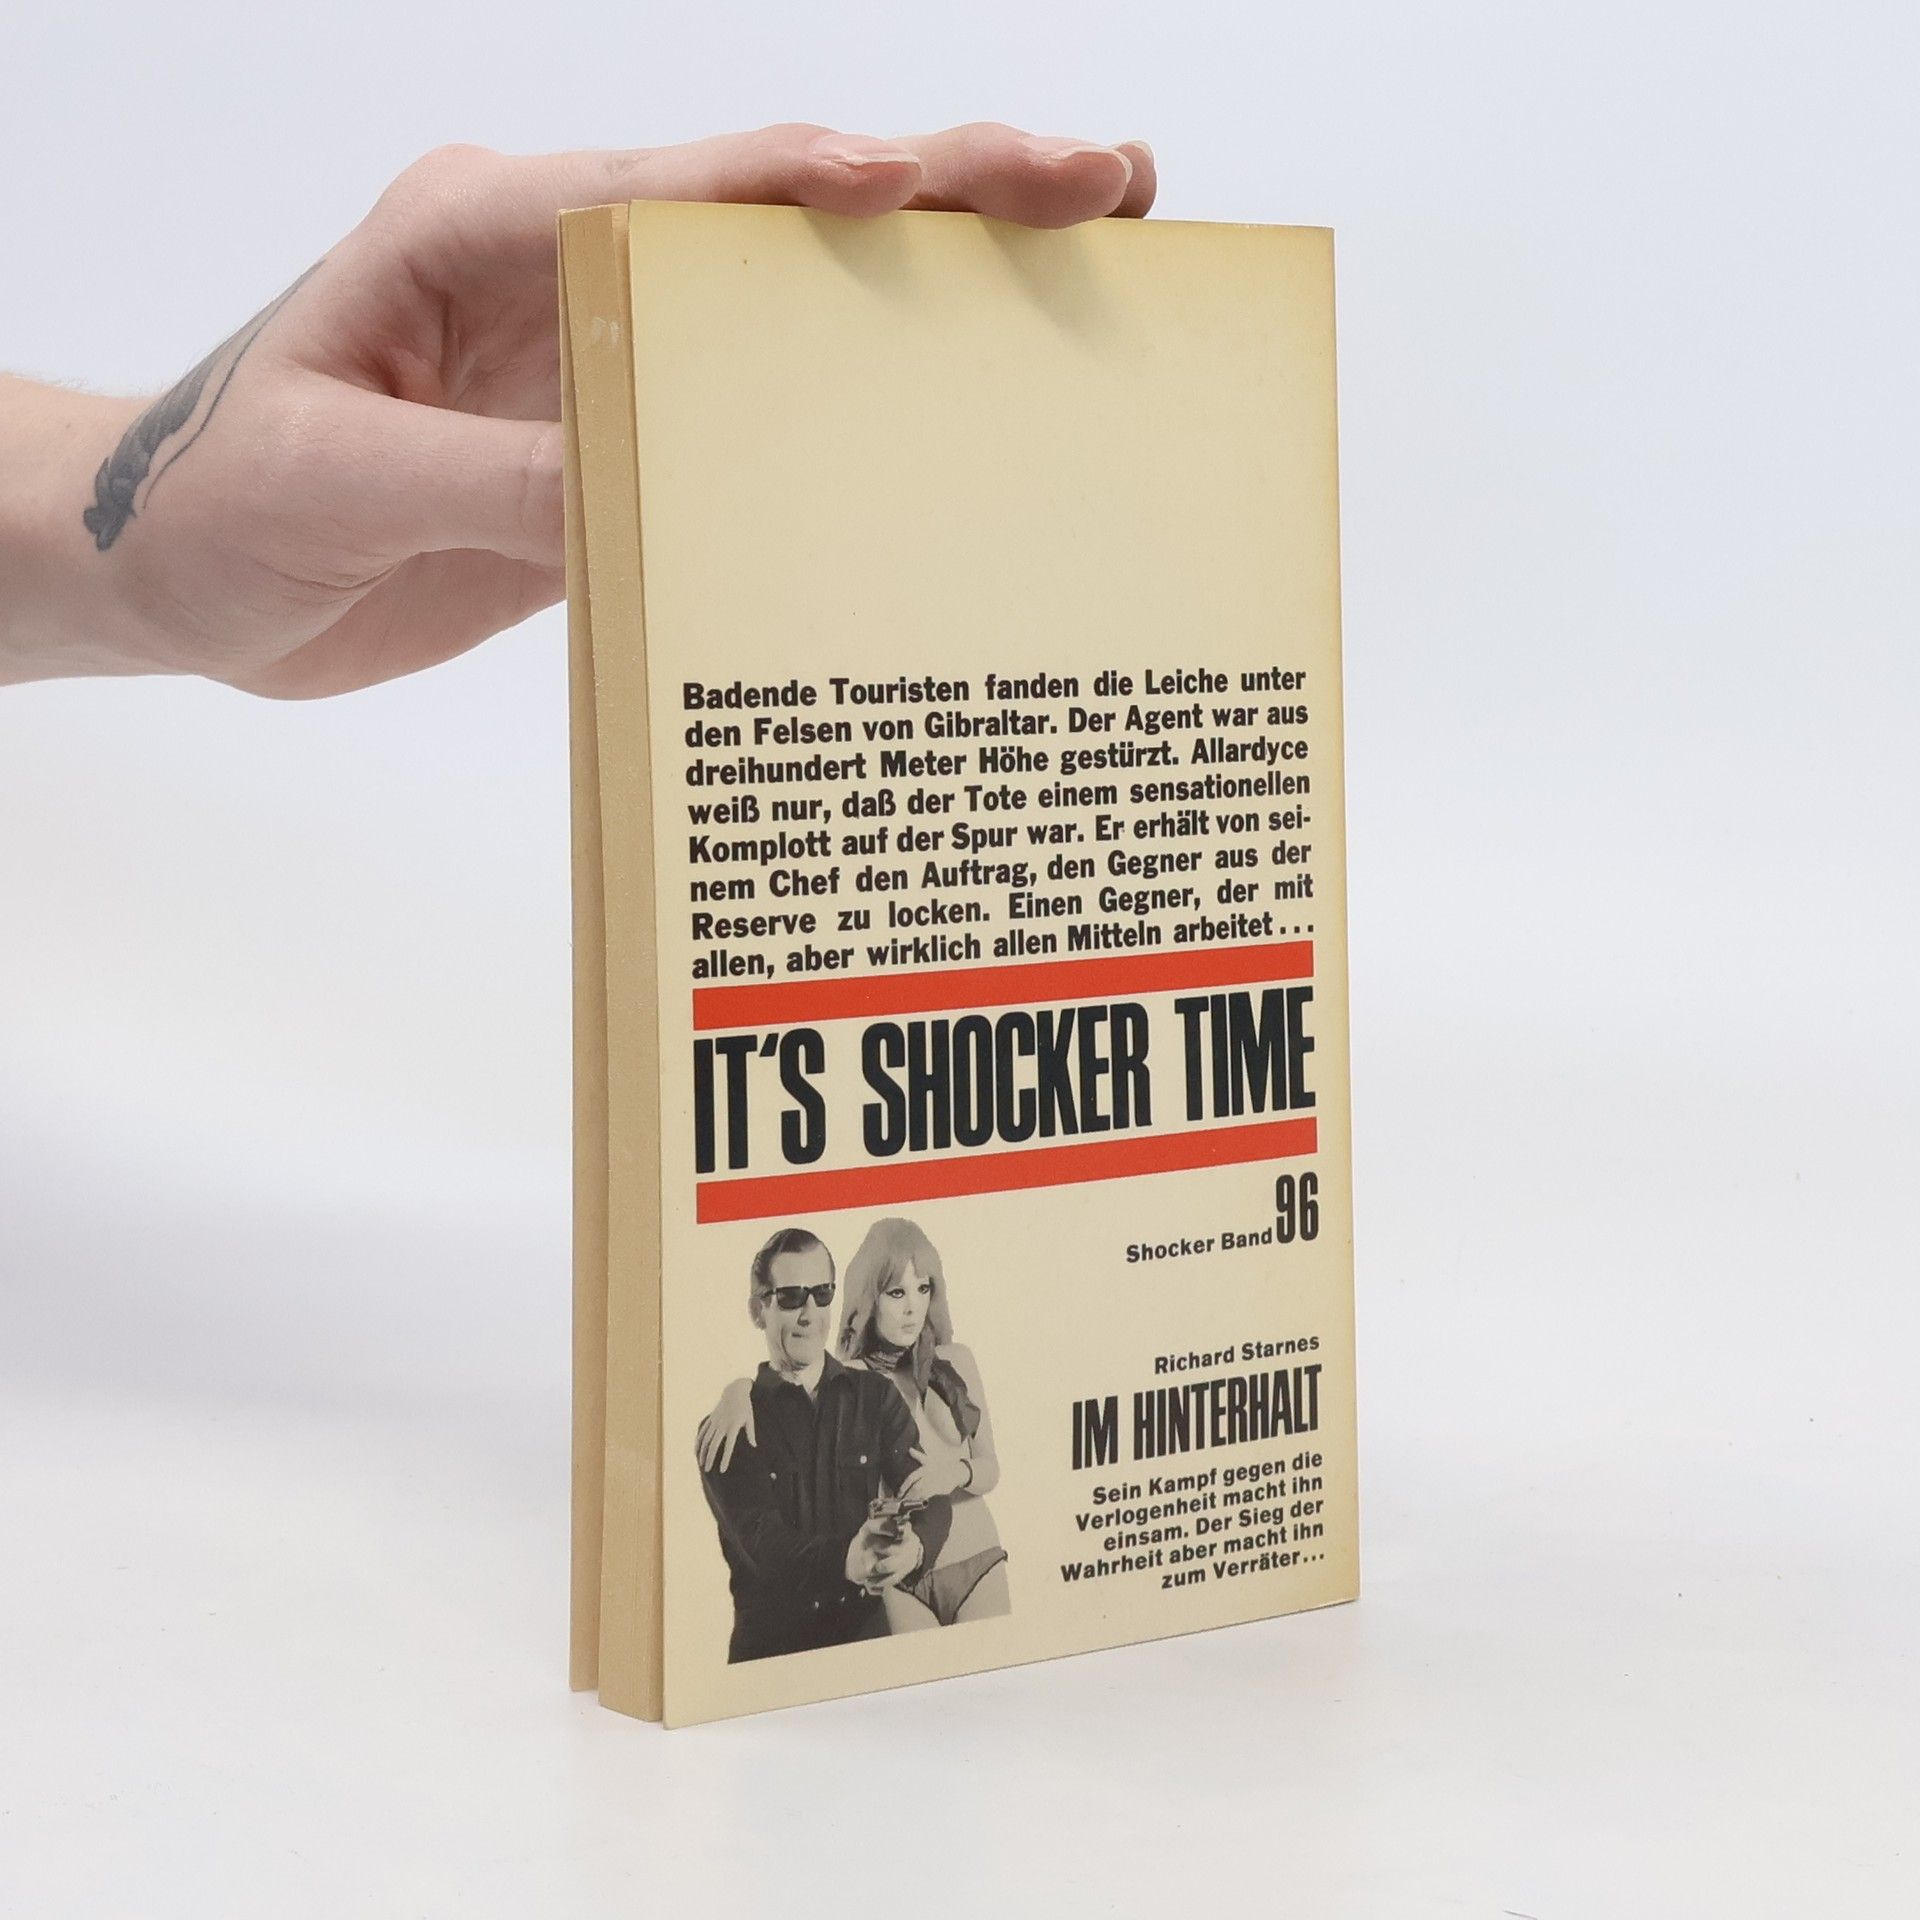 Badende Touristen fanden die Leiche unter
den Felsen von Gibraltar. Der Agent war aus
dreihundert Meter Höhe gestürzt. Allardyce
weiß nur, daß der Tote einem sensationellen
Komplott auf der Spur war. Er erhält von sei-
nem Chef den Auftrag, den Gegner aus der
Reserve zu locken. Einen Gegner, der mit
allen, aber wirklich allen Mitteln arbeitet...
IT'S SHOCKER TIME
Shocker Band 96
Richard Starnes
IM HINTERHALT
Sein Kampf gegen die
Verlogenheit macht ihn
einsam. Der Sieg der
Wahrheit aber macht ihn
zum Verräter...